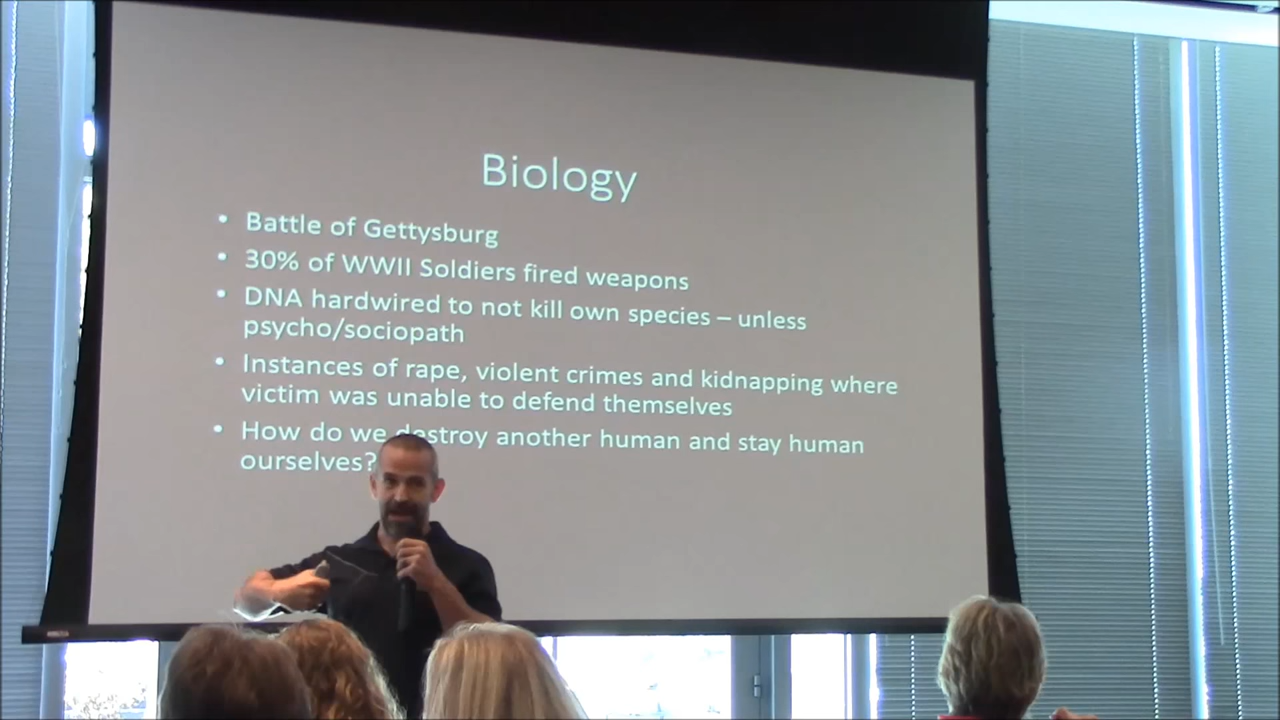 Biology
• Battle of Gettysburg
• 30% of WWII Soldiers fired weapons
• DNA hardwired to not kill own species – unless
psycho/sociopath
• Instances of rape, violent crimes and kidnapping where
victim was unable to defend themselves
• How do we destroy another human and stay human
ourselves?